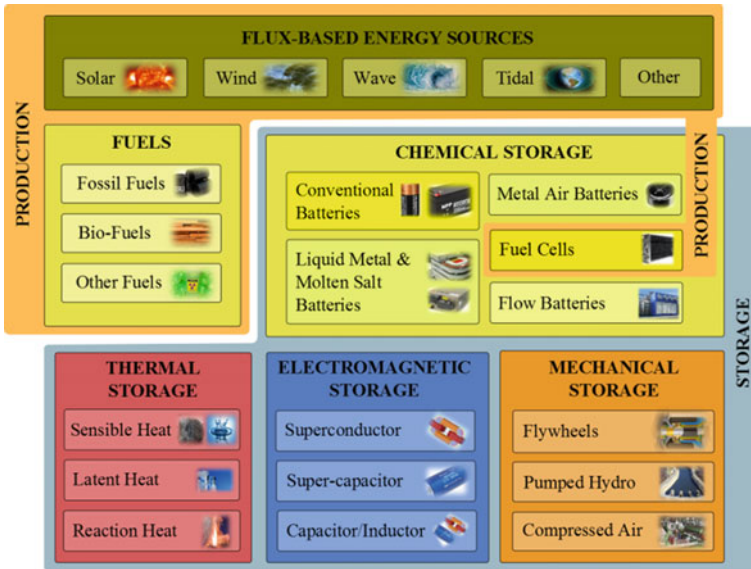 FLUX-BASED ENERGY SOURCES
Solar
Wind
Wave
Tidal
Other
PRODUCTION
FUELS
Fossil Fuels
Bio-Fuels
Other Fuels
CHEMICAL STORAGE
Conventional
Batteries
Metal Air Batteries
Liquid Metal &
Molten Salt
Batteries
Fuel Cells
Flow Batteries
PRODUCTION
STORAGE
THERMAL
STORAGE
Sensible Heat
Latent Heat
Reaction Heat
ELECTROMAGNETIC
STORAGE
Superconductor
Super-capacitor
Capacitor/Inductor
MECHANICAL
STORAGE
Flywheels
Pumped Hydro
Compressed Air